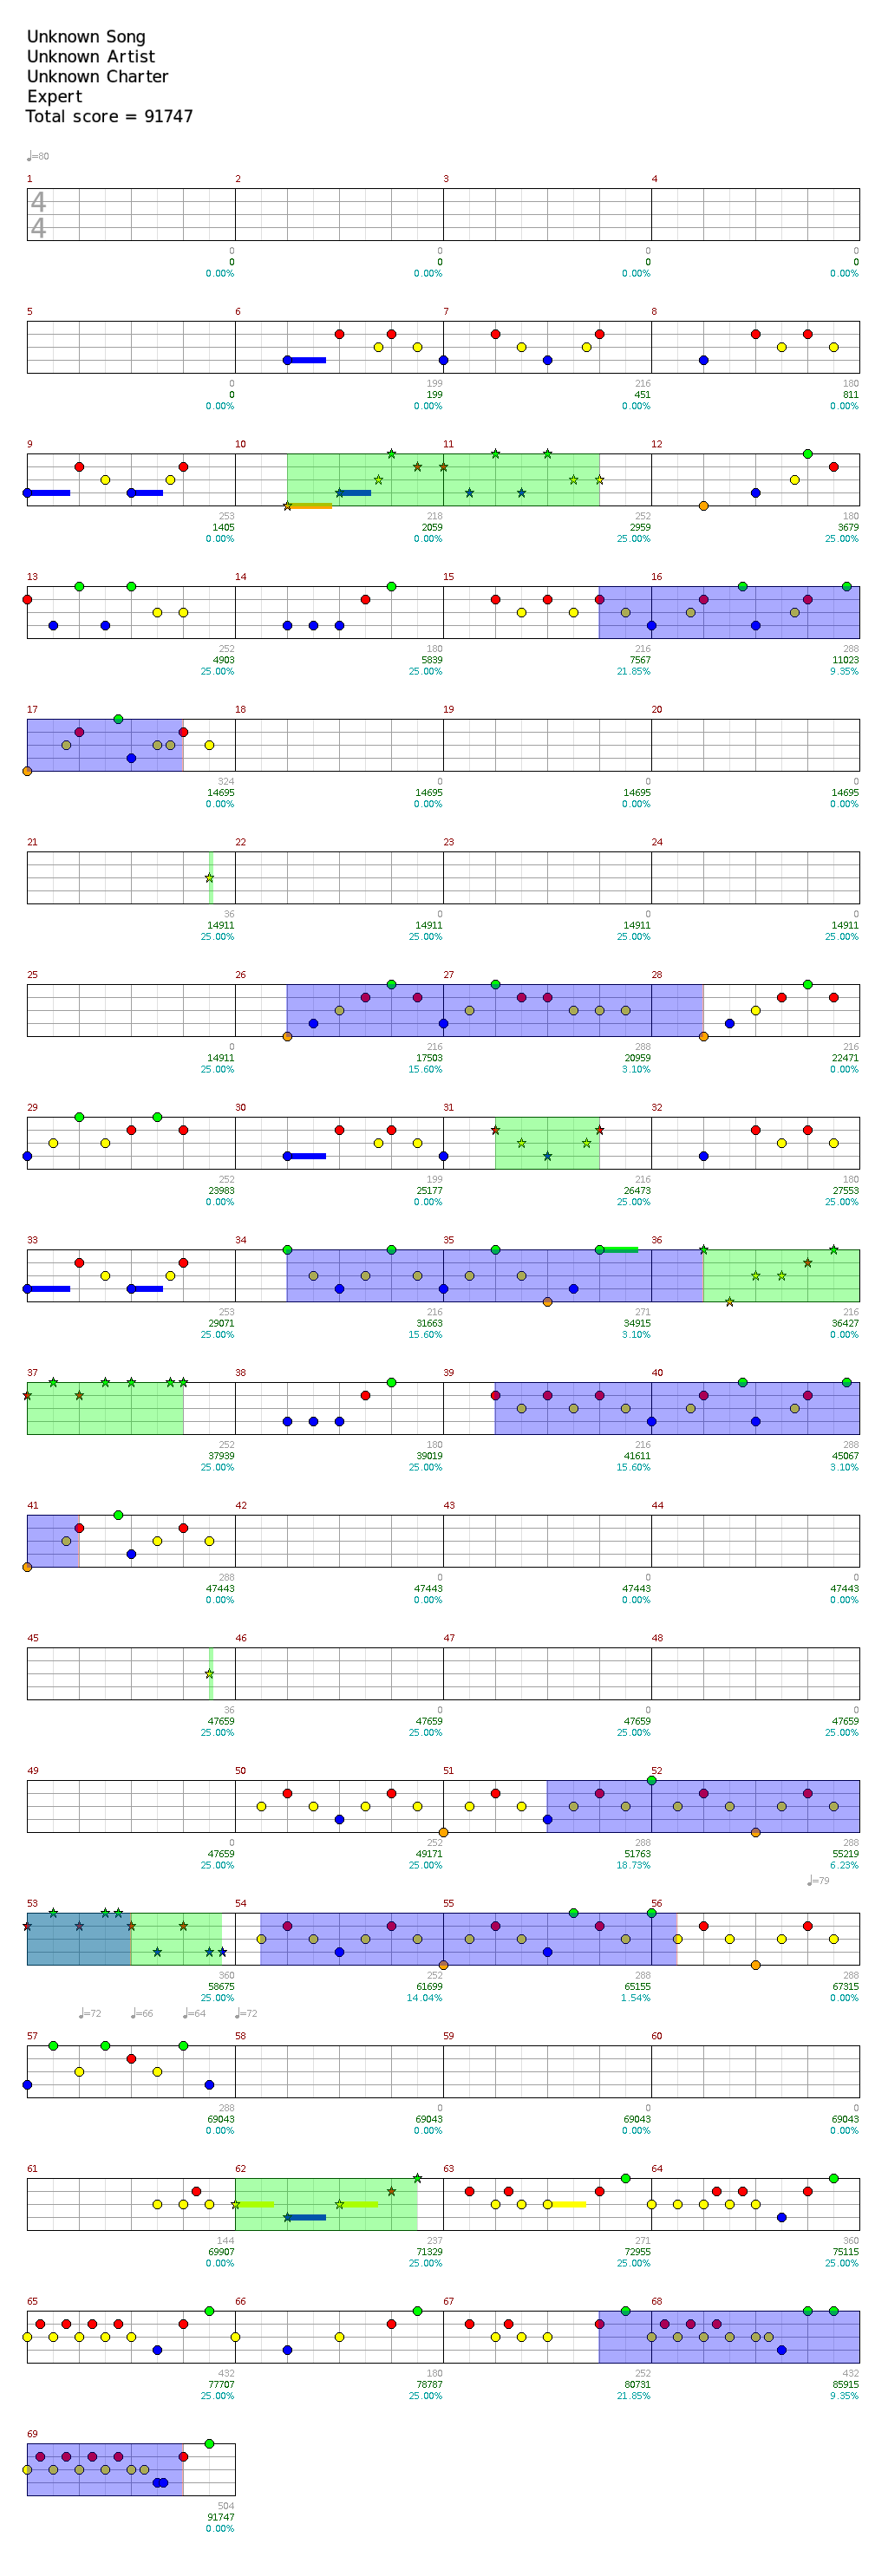 Unknown Song
Unknown Artist
Unknown Charter
Expert
Total score = 91747
♩=80
1 2 3 4
4
4
0 0 0 0
0 0 0 0
0.00% 0.00% 0.00% 0.00%
5 6 7 8
0 199 216 180
0 199 451 811
0.00% 0.00% 0.00% 0.00%
9 10 11 12
253 218 252 180
1405 2059 2959 3679
0.00% 0.00% 25.00% 25.00%
13 14 15 16
252 180 216 288
4903 5839 7567 11023
25.00% 25.00% 21.85% 9.35%
17 18 19 20
324 0 0 0
14695 14695 14695 14695
0.00% 0.00% 0.00% 0.00%
21 22 23 24
36 0 0 0
14911 14911 14911 14911
25.00% 25.00% 25.00% 25.00%
25 26 27 28
0 216 288 216
14911 17503 20959 22471
25.00% 15.60% 3.10% 0.00%
29 30 31 32
252 199 216 180
23983 25177 26473 27553
0.00% 0.00% 25.00% 25.00%
33 34 35 36
253 216 271 216
29071 31663 34915 36427
25.00% 15.60% 3.10% 0.00%
37 38 39 40
252 180 216 288
37939 39019 41611 45067
25.00% 25.00% 15.60% 3.10%
41 42 43 44
288 0 0 0
47443 47443 47443 47443
0.00% 0.00% 0.00% 0.00%
45 46 47 48
36 0 0 0
47659 47659 47659 47659
25.00% 25.00% 25.00% 25.00%
49 50 51 52
0 252 288 288
47659 49171 51763 55219
25.00% 25.00% 18.73% 6.23%
♩=79
53 54 55 56
360 252 288 288
58675 61699 65155 67315
25.00% 14.04% 1.54% 0.00%
♩=72 ♩=66 ♩=64 ♩=72
57 58 59 60
288 0 0 0
69043 69043 69043 69043
0.00% 0.00% 0.00% 0.00%
61 62 63 64
144 237 271 360
69907 71329 72955 75115
0.00% 25.00% 25.00% 25.00%
65 66 67 68
432 180 252 432
77707 78787 80731 85915
25.00% 25.00% 21.85% 9.35%
69
504
91747
0.00%